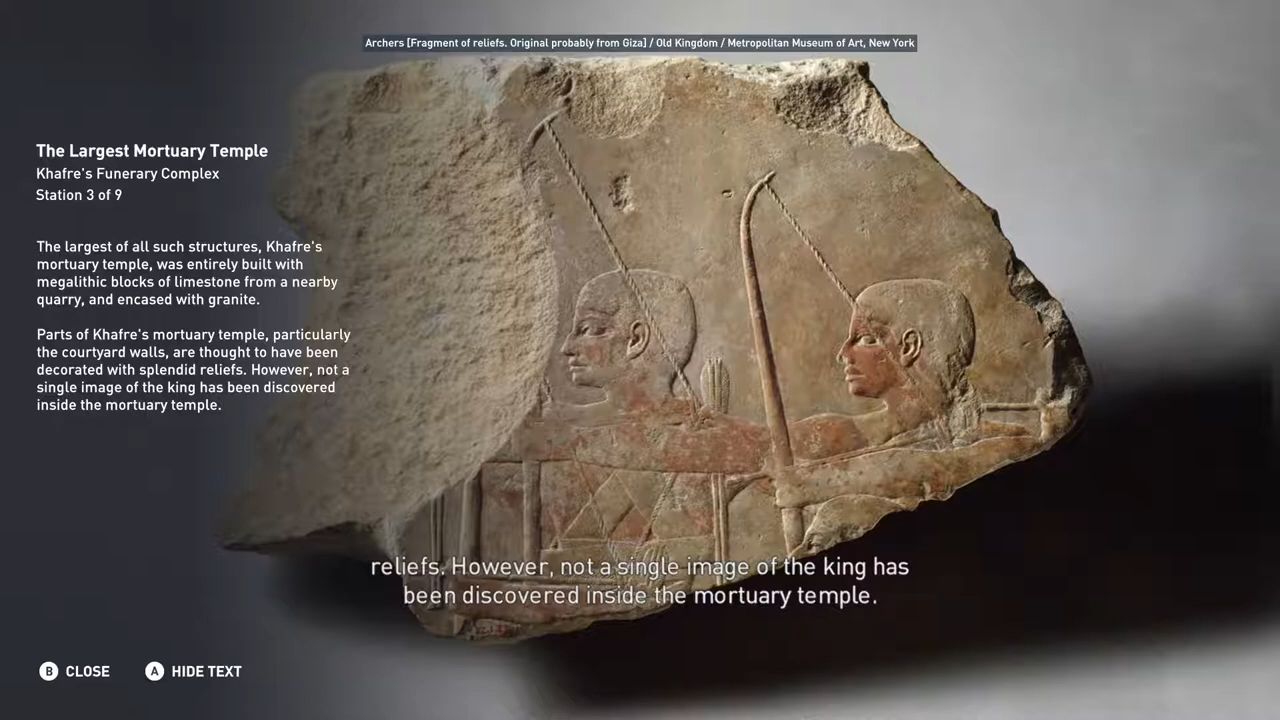 Archers [Fragment of reliefs. Original probably from Giza] / Old Kingdom / Metropolitan Museum of Art, New York
The Largest Mortuary Temple
Khafre's Funerary Complex
Station 3 of 9
The largest of all such structures, Khafre's
mortuary temple, was entirely built with
megalithic blocks of limestone from a nearby
quarry, and encased with granite.
Parts of Khafre's mortuary temple, particularly
the courtyard walls, are thought to have been
decorated with splendid reliefs. However, not a
single image of the king has been discovered
inside the mortuary temple.
reliefs. However, not a single image of the king has
been discovered inside the mortuary temple.
B CLOSE A HIDE TEXT